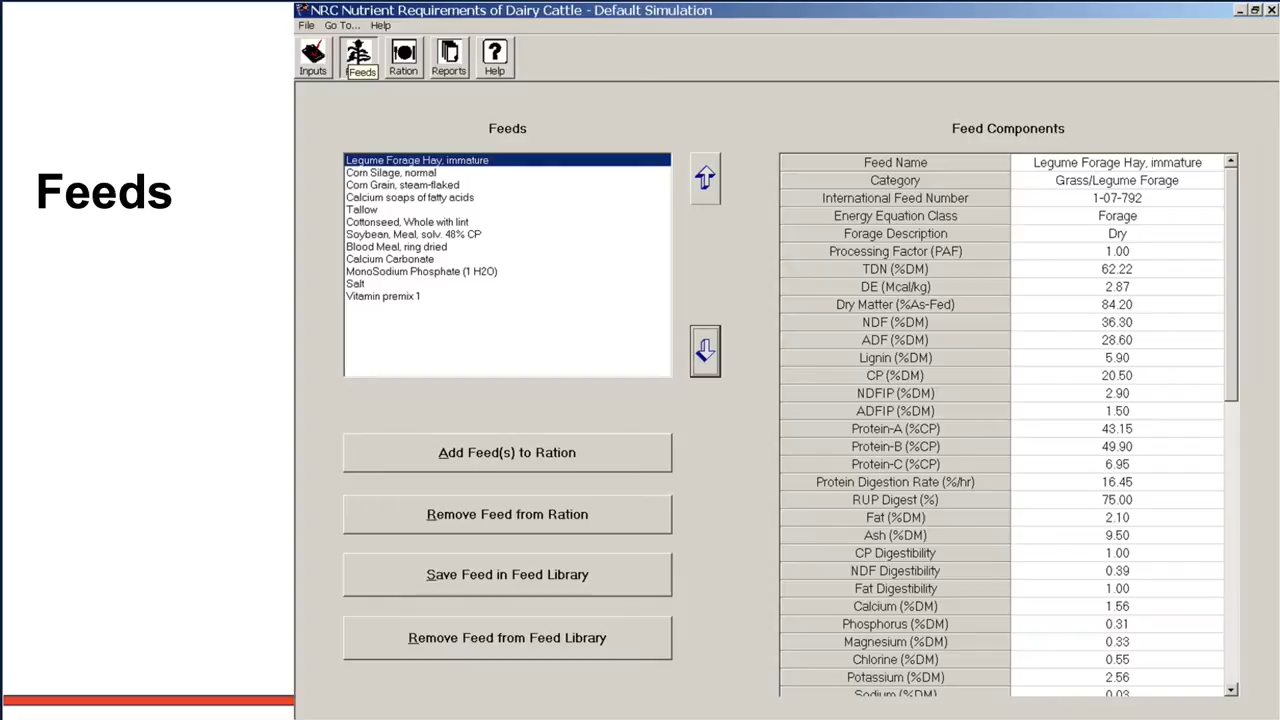 NRC Nutrient Requirements of Dairy Cattle - Default Simulation
File Go To... Help
Inputs Feeds Ration Reports Help
Feeds
Feeds Feed Components
Legume Forage Hay, immature
Corn Silage, normal
Corn Grain, steam-flaked
Calcium soaps of fatty acids
Tallow
Cottonseed, Whole with lint
Soybean, Meal, solv. 48% CP
Blood Meal, ring dried
Calcium Carbonate
MonoSodium Phosphate (1 H2O)
Salt
Vitamin premix 1
Add Feed(s) to Ration
Remove Feed from Ration
Save Feed in Feed Library
Remove Feed from Feed Library
Feed Name Legume Forage Hay, immature
Category Grass/Legume Forage
International Feed Number 1-07-792
Energy Equation Class Forage
Forage Description Dry
Processing Factor (PAF) 1.00
TDN (%DM) 62.22
DE (Mcal/kg) 2.87
Dry Matter (%As-Fed) 84.20
NDF (%DM) 36.30
ADF (%DM) 28.60
Lignin (%DM) 5.90
CP (%DM) 20.50
NDFIP (%DM) 2.90
ADFIP (%DM) 1.50
Protein-A (%CP) 43.15
Protein-B (%CP) 49.90
Protein-C (%CP) 6.95
Protein Digestion Rate (%/hr) 16.45
RUP Digest (%) 75.00
Fat (%DM) 2.10
Ash (%DM) 9.50
CP Digestibility 1.00
NDF Digestibility 0.39
Fat Digestibility 1.00
Calcium (%DM) 1.56
Phosphorus (%DM) 0.31
Magnesium (%DM) 0.33
Chlorine (%DM) 0.55
Potassium (%DM) 2.56
Sodium (%DM) 0.03